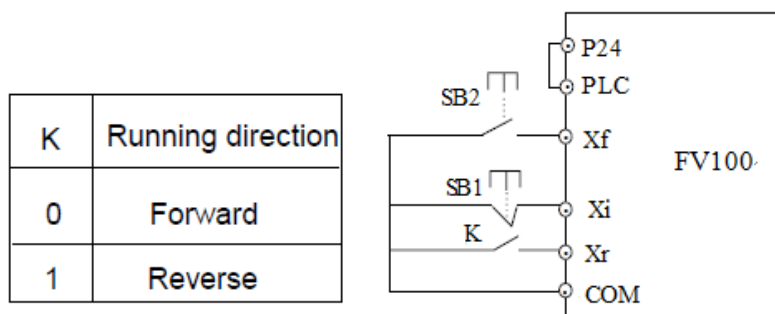 K Running direction
0 Forward
1 Reverse
P24
PLC
SB2
Xf
FV100
SB1
Xi
K
Xr
COM